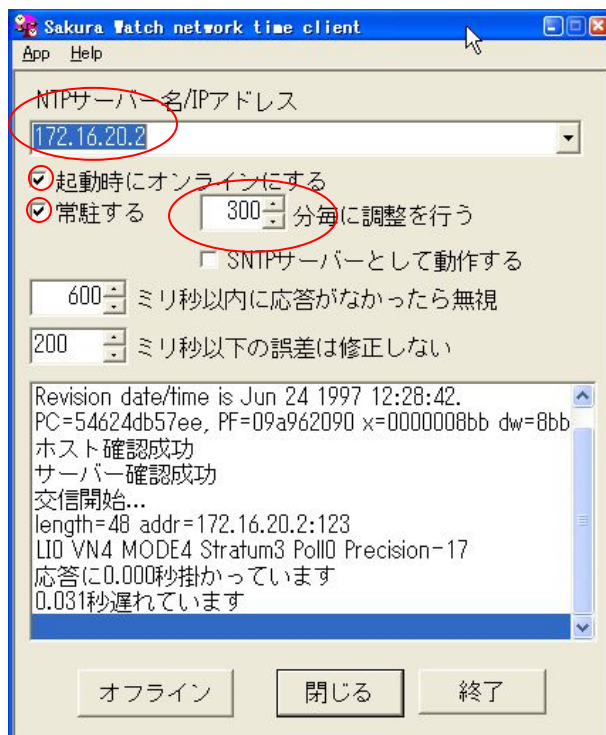 Sakura Watch network time client
App Help
NTPサーバー名/IPアドレス
172.16.20.2
起動時にオンラインにする
常駐する 300 分毎に調整を行う
SNTPサーバーとして動作する
600 ミリ秒以内に応答がなかったら無視
200 ミリ秒以下の誤差は修正しない
Revision date/time is Jun 24 1997 12:28:42.
PC=54624db57ee, PF=09a962090 x=0000008bb dw=8bb
ホスト確認成功
サーバー確認成功
交信開始...
length=48 addr=172.16.20.2:123
LI0 VN4 MODE4 Stratum3 Poll0 Precision-17
応答に0.000秒掛かっています
0.031秒遅れています
オフライン 閉じる 終了